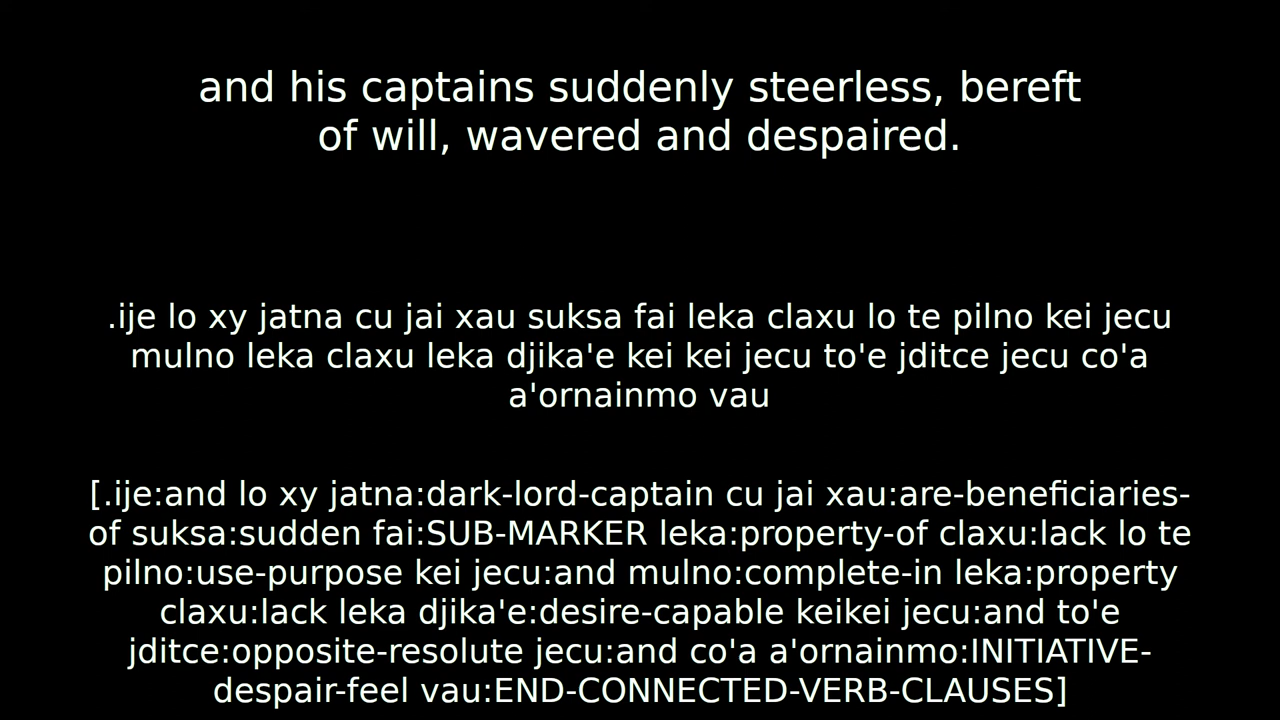 and his captains suddenly steerless, bereft
of will, wavered and despaired.
.ije lo xy jatna cu jai xau suksa fai leka claxu lo te pilno kei jecu
mulno leka claxu leka djika'e kei kei jecu to'e jditce jecu co'a
a'ornainmo vau
[.ije:and lo xy jatna:dark-lord-captain cu jai xau:are-beneficiaries-
of suksa:sudden fai:SUB-MARKER leka:property-of claxu:lack lo te
pilno:use-purpose kei jecu:and mulno:complete-in leka:property
claxu:lack leka djika'e:desire-capable keikei jecu:and to'e
jditce:opposite-resolute jecu:and co'a a'ornainmo:INITIATIVE-
despair-feel vau:END-CONNECTED-VERB-CLAUSES]